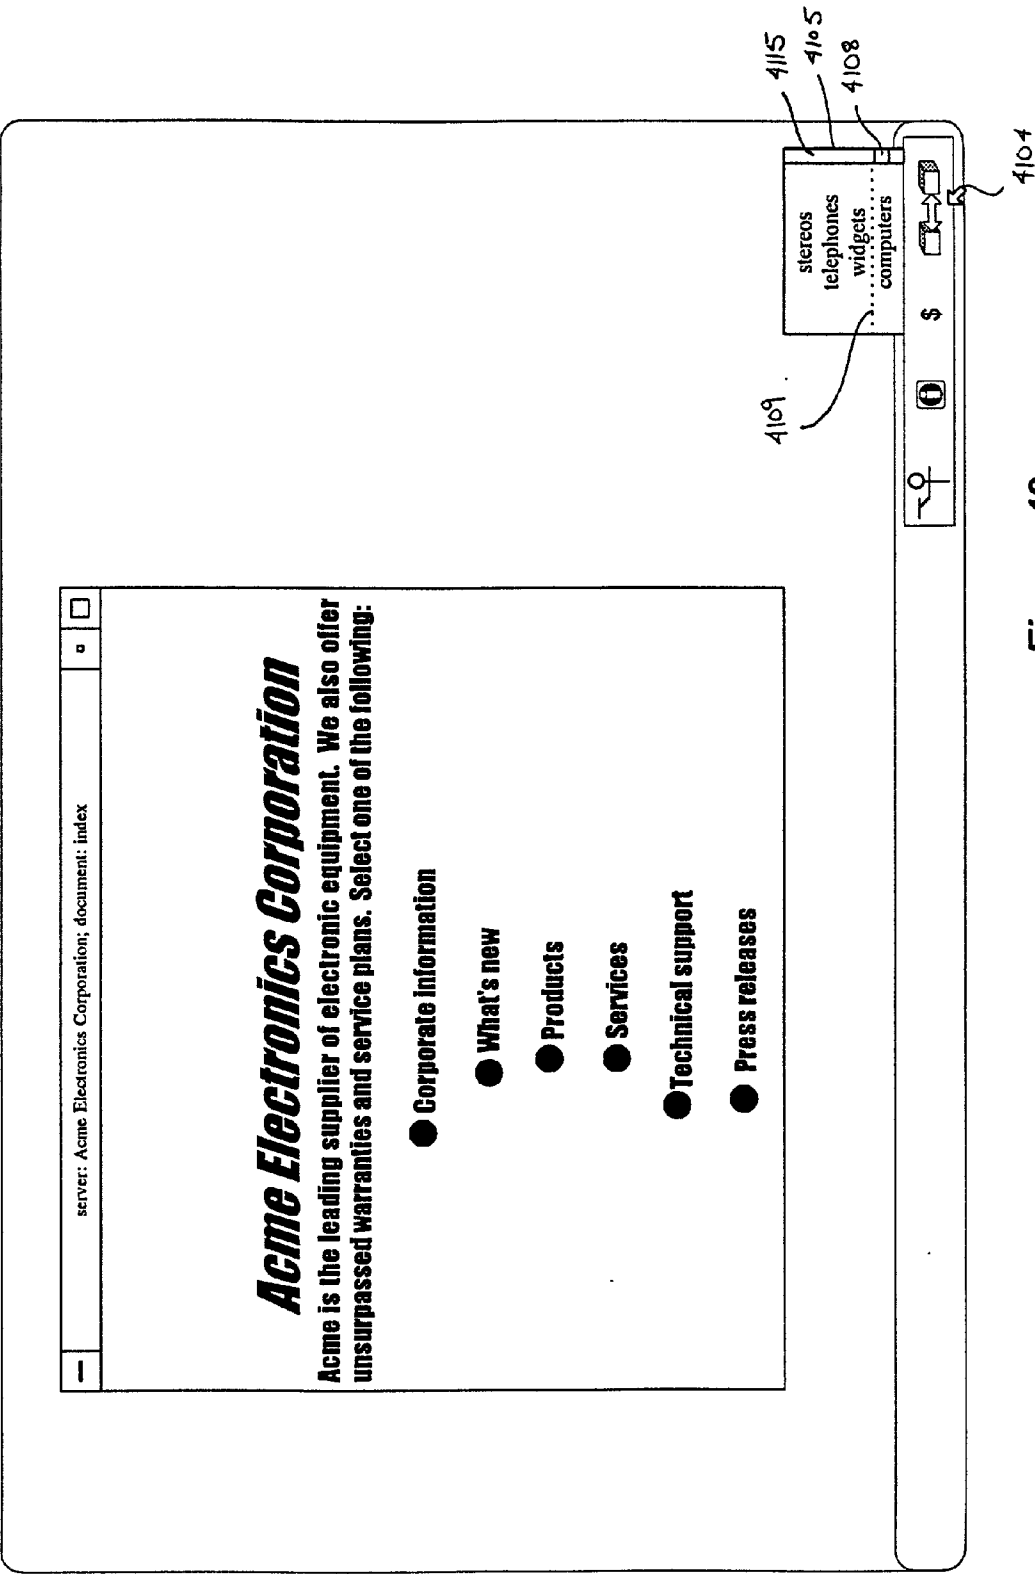 server: Acme Electronics Corporation; document: index
Acme Electronics Corporation
Acme is the leading supplier of electronic equipment. We also offer
unsurpassed warranties and service plans. Select one of the following:
Corporate information
What's new
Products
Services
Technical support
Press releases
4115
4105
4108
stereos
telephones
widgets
computers
4109
$
4104